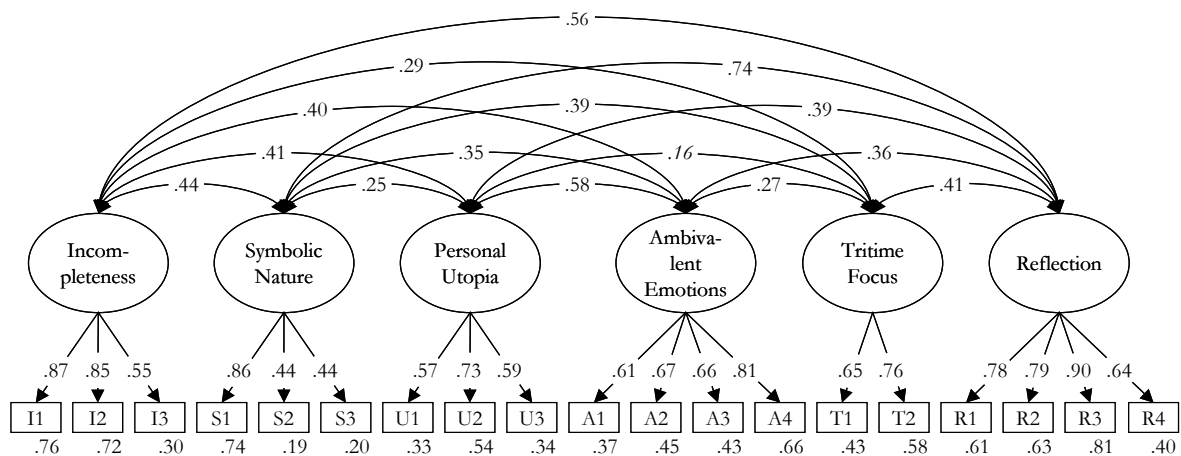 .56
.29
.74
.40
.39
.39
.41
.35
.16
.36
.44
.25
.58
.27
.41
Incom-
pleteness
Symbolic
Nature
Personal
Utopia
Ambiva-
lent
Emotions
Tritime
Focus
Reflection
.87 .85 .55 .86 .44 .44 .57 .73 .59 .61 .67 .66 .81 .65 .76 .78 .79 .90 .64
I1 I2 I3 S1 S2 S3 U1 U2 U3 A1 A2 A3 A4 T1 T2 R1 R2 R3 R4
.76 .72 .30 .74 .19 .20 .33 .54 .34 .37 .45 .43 .66 .43 .58 .61 .63 .81 .40